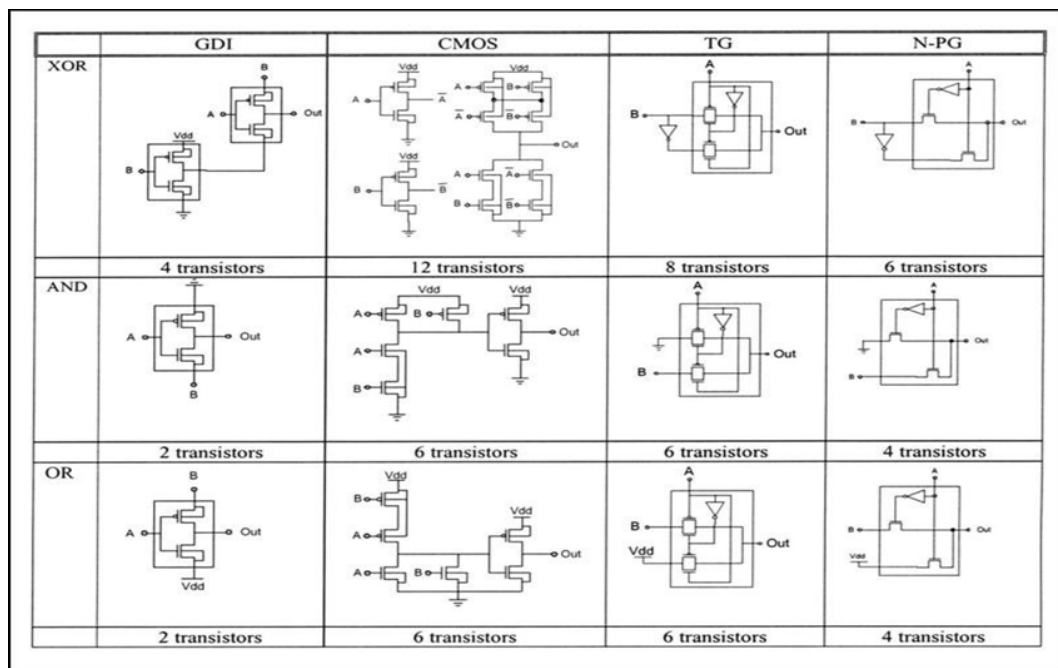 GDI CMOS TG N-PG
XOR
B
A
Out
Vdd
B
Vdd
A
A
Vdd
B
B
Vdd
A
B
A
B
Out
A
A
B
B
A
B
Out
A
B
Out
4 transistors 12 transistors 8 transistors 6 transistors
AND
A
Out
B
Vdd
A
B
Vdd
Out
A
B
A
B
Out
A
Out
B
2 transistors 6 transistors 6 transistors 4 transistors
OR
B
A
Out
Vdd
Vdd
B
A
Vdd
Out
A
B
A
B
Vdd
Out
A
B
Out
Vdd
2 transistors 6 transistors 6 transistors 4 transistors